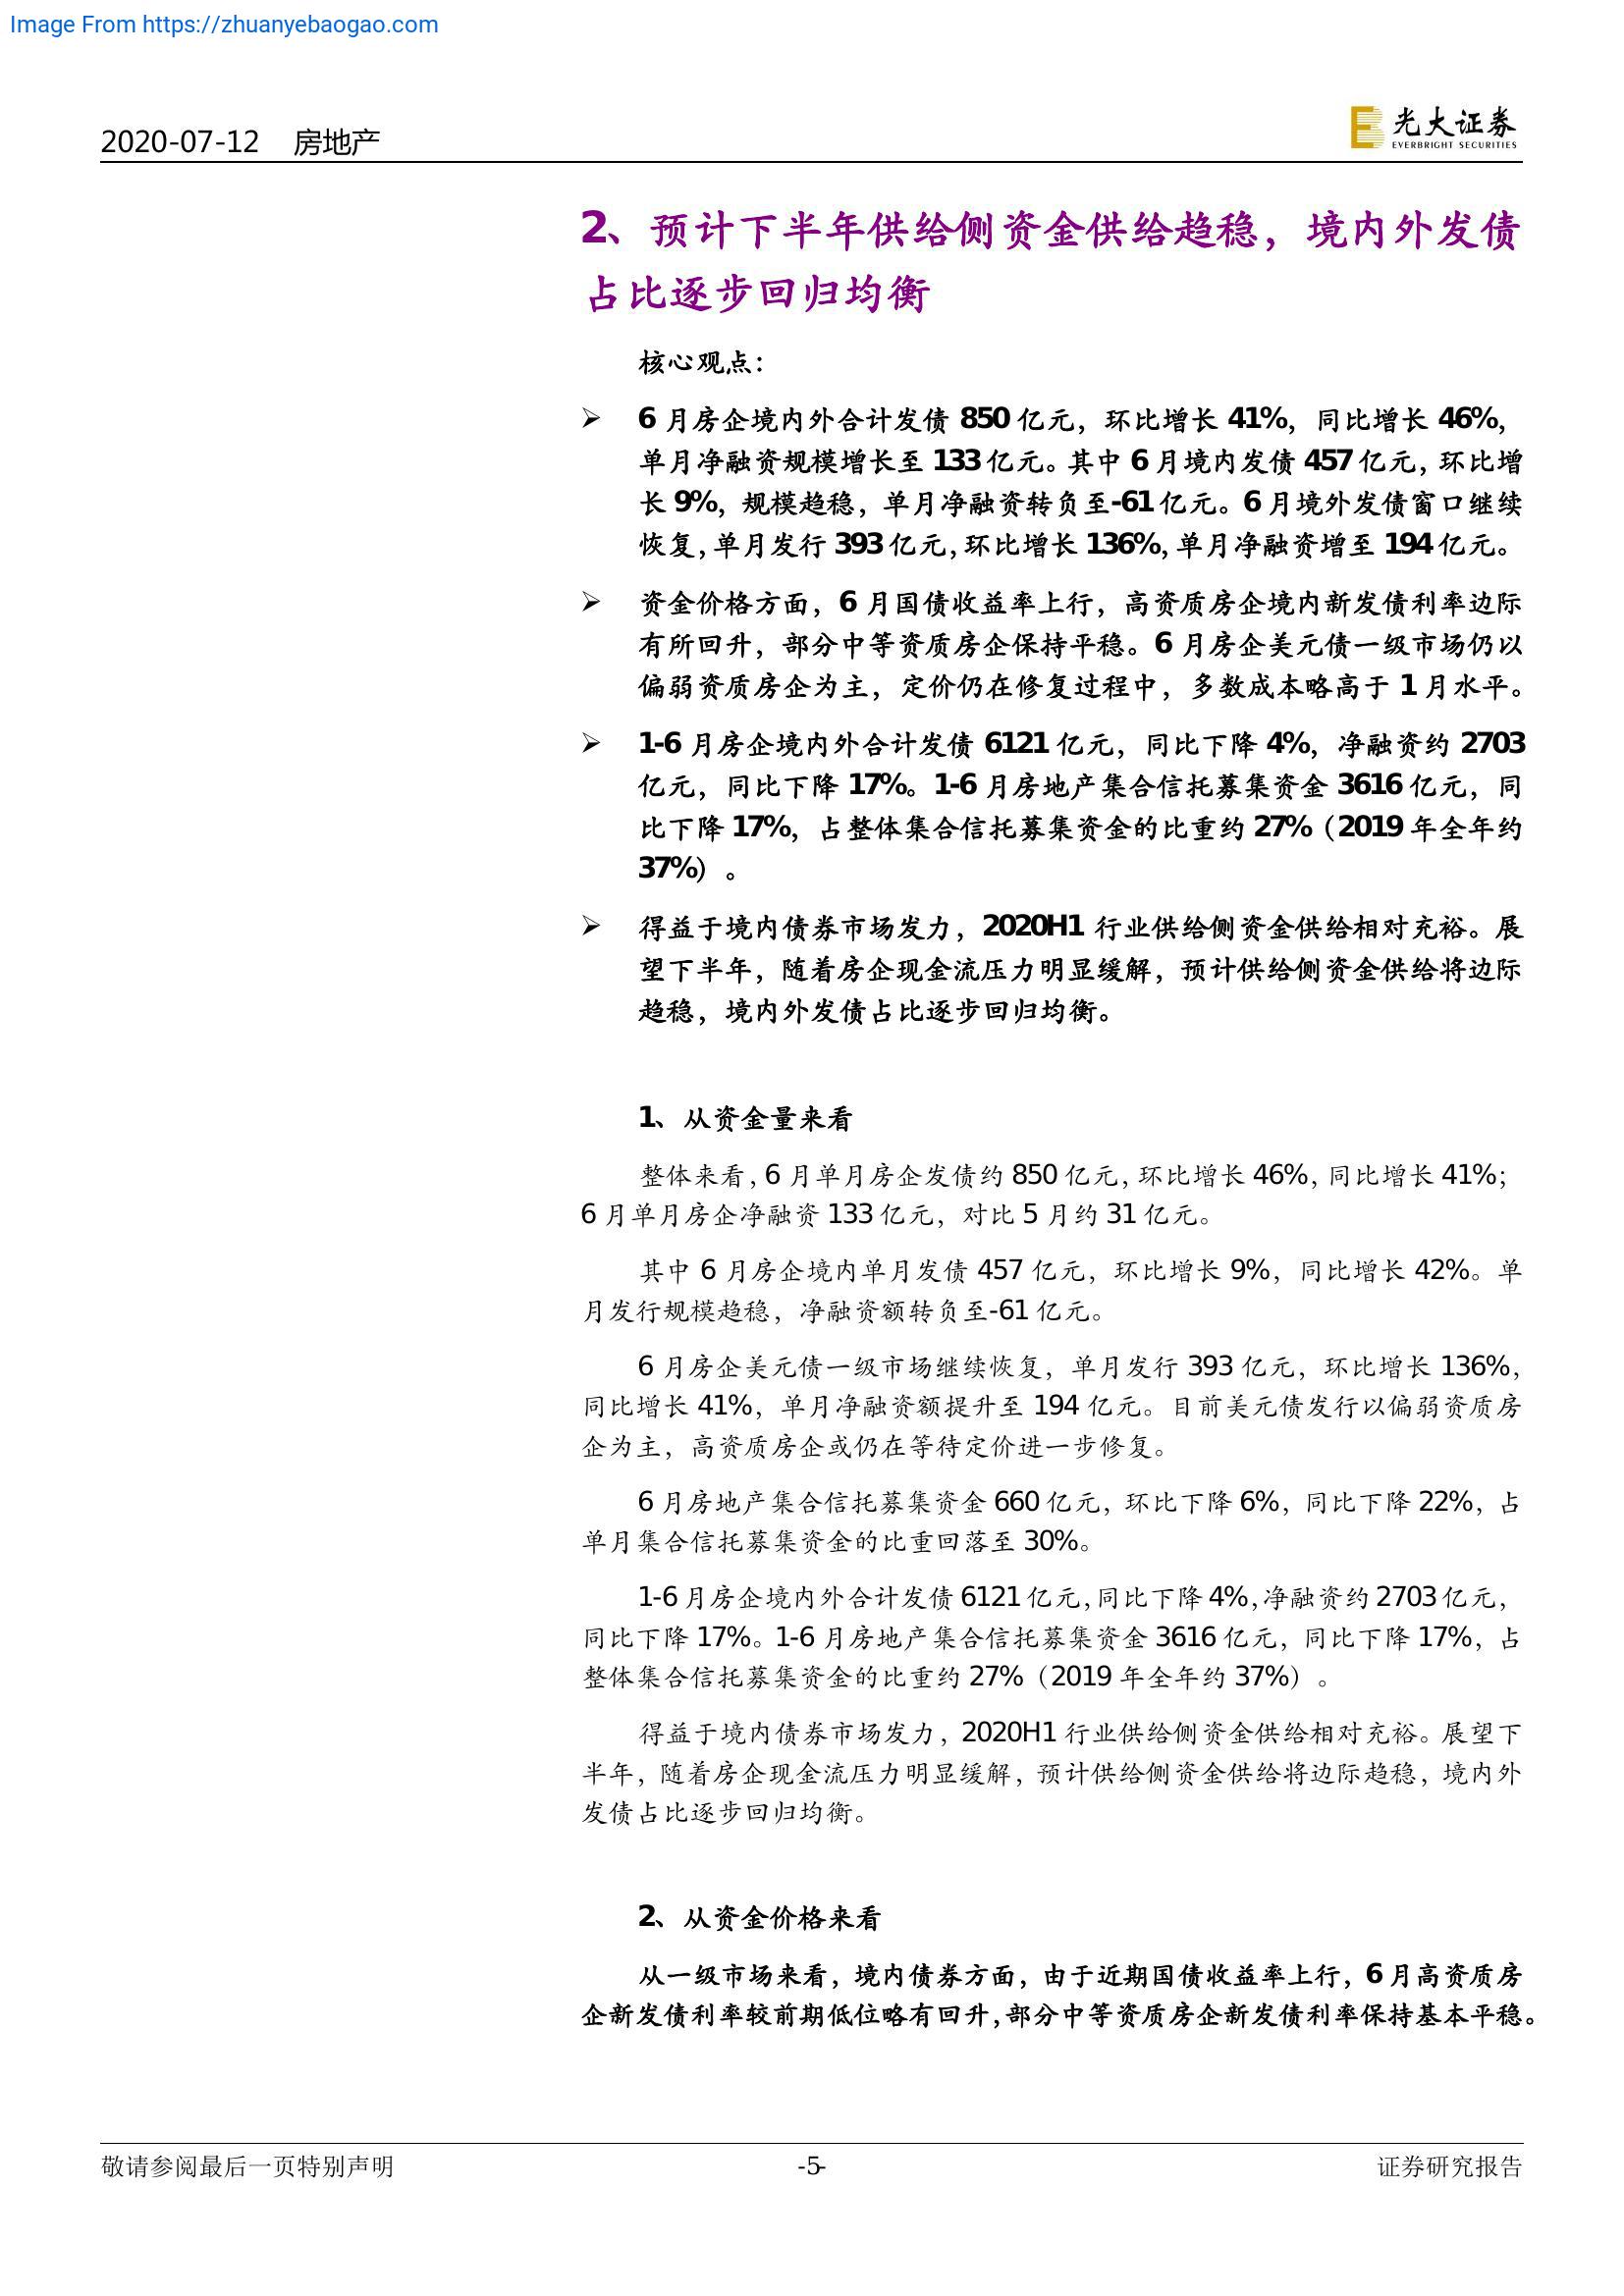 Image From https://zhuanyebaogao.com
2020-07-12 房地产
光大证券
EVERBRIGHT SECURITIES
2、预计下半年供给侧资金供给趋稳，境内外发债
占比逐步回归均衡
核心观点：
➢ 6 月房企境内外合计发债 850 亿元，环比增长 41%，同比增长 46%，
单月净融资规模增长至 133 亿元。其中 6 月境内发债 457 亿元，环比增
长 9%，规模趋稳，单月净融资转负至-61 亿元。6 月境外发债窗口继续
恢复，单月发行 393 亿元，环比增长 136%，单月净融资增至 194 亿元。
➢ 资金价格方面，6 月国债收益率上行，高资质房企境内新发债利率边际
有所回升，部分中等资质房企保持平稳。6 月房企美元债一级市场仍以
偏弱资质房企为主，定价仍在修复过程中，多数成本略高于 1 月水平。
➢ 1-6 月房企境内外合计发债 6121 亿元，同比下降 4%，净融资约 2703
亿元，同比下降 17%。1-6 月房地产集合信托募集资金 3616 亿元，同
比下降 17%，占整体集合信托募集资金的比重约 27%（2019 年全年约
37%）。
➢ 得益于境内债券市场发力，2020H1 行业供给侧资金供给相对充裕。展
望下半年，随着房企现金流压力明显缓解，预计供给侧资金供给将边际
趋稳，境内外发债占比逐步回归均衡。
1、从资金量来看
整体来看，6 月单月房企发债约 850 亿元，环比增长 46%，同比增长 41%；
6 月单月房企净融资 133 亿元，对比 5 月约 31 亿元。
其中 6 月房企境内单月发债 457 亿元，环比增长 9%，同比增长 42%。单
月发行规模趋稳，净融资额转负至-61 亿元。
6 月房企美元债一级市场继续恢复，单月发行 393 亿元，环比增长 136%，
同比增长 41%，单月净融资额提升至 194 亿元。目前美元债发行以偏弱资质房
企为主，高资质房企或仍在等待定价进一步修复。
6 月房地产集合信托募集资金 660 亿元，环比下降 6%，同比下降 22%，占
单月集合信托募集资金的比重回落至 30%。
1-6 月房企境内外合计发债 6121 亿元，同比下降 4%，净融资约 2703 亿元，
同比下降 17%。1-6 月房地产集合信托募集资金 3616 亿元，同比下降 17%，占
整体集合信托募集资金的比重约 27%（2019 年全年约 37%）。
得益于境内债券市场发力，2020H1 行业供给侧资金供给相对充裕。展望下
半年，随着房企现金流压力明显缓解，预计供给侧资金供给将边际趋稳，境内外
发债占比逐步回归均衡。
2、从资金价格来看
从一级市场来看，境内债券方面，由于近期国债收益率上行，6 月高资质房
企新发债利率较前期低位略有回升，部分中等资质房企新发债利率保持基本平稳。
敬请参阅最后一页特别声明 -5- 证券研究报告